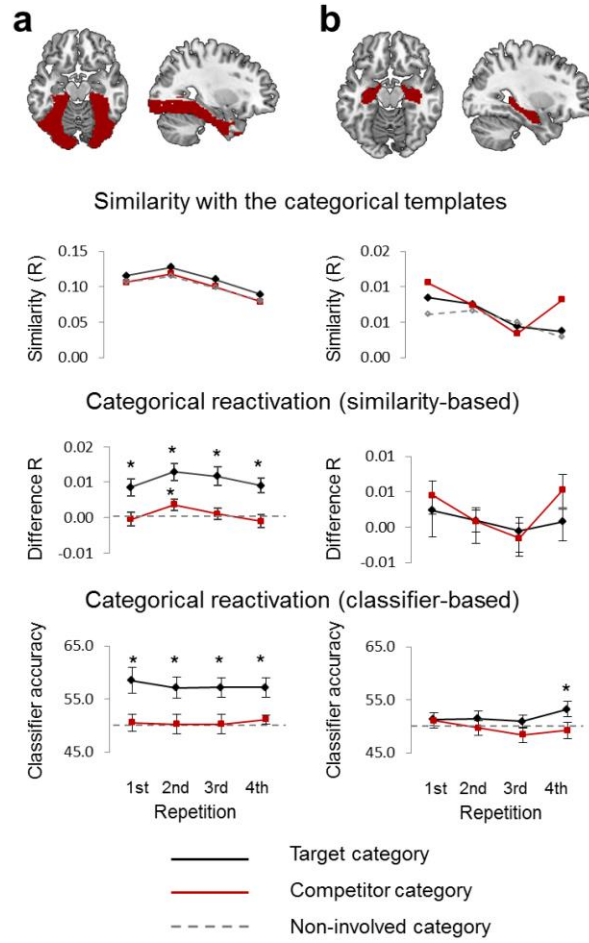 a b
Similarity with the categorical templates
Similarity (R)
0.15
0.10
0.05
0.00
Similarity (R)
0.02
0.01
0.01
0.00
Categorical reactivation (similarity-based)
Difference R
0.02
0.01
0.00
-0.01
* * * *
*
Difference R
0.01
0.01
0.00
-0.01
Categorical reactivation (classifier-based)
Classifier accuracy
65.0
55.0
45.0
* * * *
1st 2nd 3rd 4th
Repetition
Classifier accuracy
65.0
55.0
45.0
*
1st 2nd 3rd 4th
Repetition
Target category
Competitor category
Non-involved category